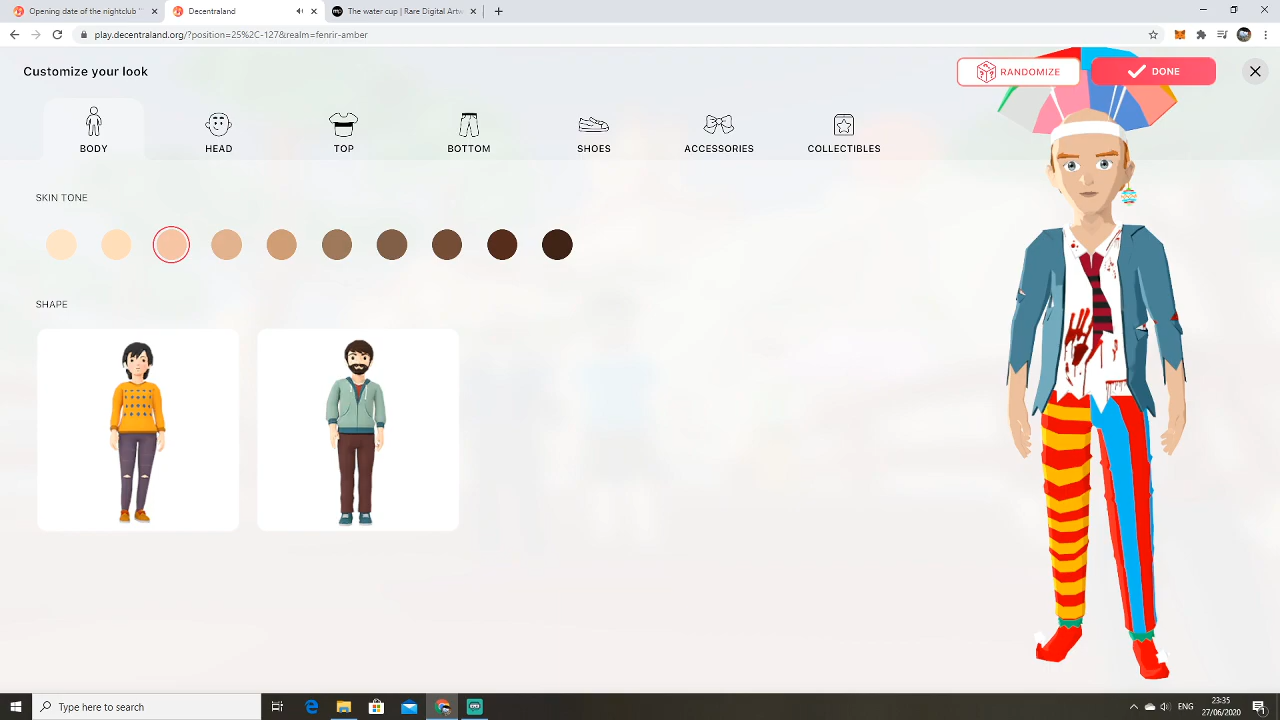 Opening date of the nightclub "
Decentraland
The water cup | Rare Digital Artw
play.decentraland.org/?position=25%2C-127&realm=fenrir-amber
Customize your look
RANDOMIZE
DONE
BODY
HEAD
TOP
BOTTOM
SHOES
ACCESSORIES
COLLECTIBLES
SKIN TONE
SHAPE
Type here to search
ENG
23:35
27/06/2020